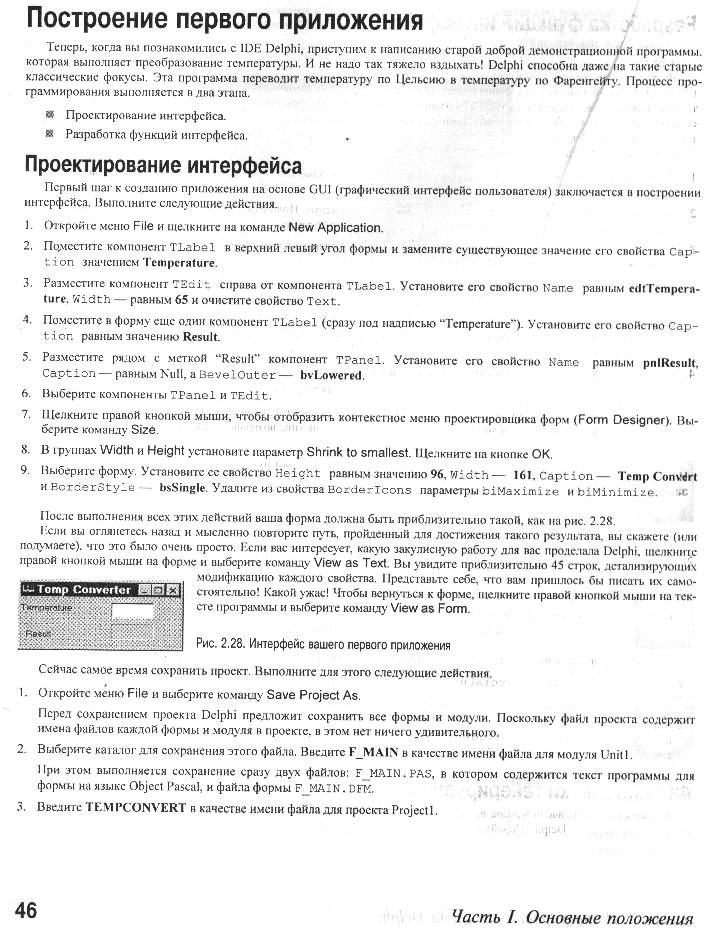 Построение первого приложения
Теперь, когда вы познакомились с IDE Delphi, приступим к написанию старой доброй демонстрационной программы,
которая выполняет преобразование температуры. И не надо так тяжело вздыхать! Delphi способна даже на такие старые
классические фокусы. Эта программа переводит температуру по Цельсию в температуру по Фаренгейту. Процесс про-
граммирования выполняется в два этапа.
Проектирование интерфейса.
Разработка функций интерфейса.
Проектирование интерфейса
Первый шаг к созданию приложения на основе GUI (графический интерфейс пользователя) заключается в построении
интерфейса. Выполните следующие действия.
1. Откройте меню File и щелкните на команде New Application.
2. Поместите компонент TLabel в верхний левый угол формы и замените существующее значение его свойства Cap-
tion значением Temperature.
3. Разместите компонент TEdit справа от компонента TLabel. Установите его свойство Name равным edtTempera-
ture, Width — равным 65 и очистите свойство Text.
4. Поместите в форму еще один компонент TLabel (сразу под надписью “Temperature”). Установите его свойство Cap-
tion равным значению Result.
5. Разместите рядом с меткой “Result” компонент TPanel. Установите его свойство Name равным pnlResult,
Caption — равным Null, а BevelOuter — bvLowered.
6. Выберите компоненты TPanel и TEdit.
7. Щелкните правой кнопкой мыши, чтобы отобразить контекстное меню проектировщика форм (Form Designer). Вы-
берите команду Size.
8. В группах Width и Height установите параметр Shrink to smallest. Щелкните на кнопке OK.
9. Выберите форму. Установите ее свойство Height равным значению 96, Width — 161, Caption — Temp Convert
и BorderStyle — bsSingle. Удалите из свойства BorderIcons параметры biMaximize и biMinimize.
После выполнения всех этих действий ваша форма должна быть приблизительно такой, как на рис. 2.28.
Если вы оглянетесь назад и мысленно повторите путь, пройденный для достижения такого результата, вы скажете (или
подумаете), что это было очень просто. Если вас интересует, какую закулисную работу для вас проделала Delphi, щелкните
правой кнопкой мыши на форме и выберите команду View as Text. Вы увидите приблизительно 45 строк, детализирующих
модификацию каждого свойства. Представьте себе, что вам пришлось бы писать их само-
стоятельно! Какой ужас! Чтобы вернуться к форме, щелкните правой кнопкой мыши на тек-
сте программы и выберите команду View as Form.
Temp Converter
Temperature
Result
Рис. 2.28. Интерфейс вашего первого приложения
Сейчас самое время сохранить проект. Выполните для этого следующие действия.
1. Откройте меню File и выберите команду Save Project As.
Перед сохранением проекта Delphi предложит сохранить все формы и модули. Поскольку файл проекта содержит
имена файлов каждой формы и модуля в проекте, в этом нет ничего удивительного.
2. Выберите каталог для сохранения этого файла. Введите F_MAIN в качестве имени файла для модуля Unit1.
При этом выполняется сохранение сразу двух файлов: F_MAIN.PAS, в котором содержится текст программы для
формы на языке Object Pascal, и файла формы F_MAIN.DFM.
3. Введите TEMPCONVERT в качестве имени файла для проекта Project1.
46
Часть I. Основные положения